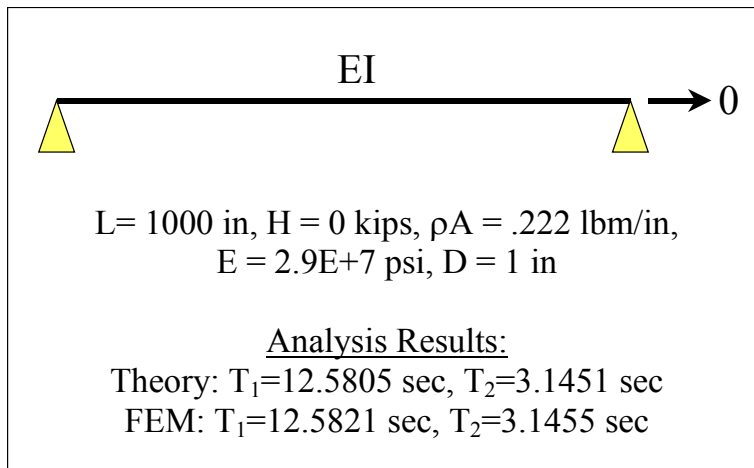 EI
0
L= 1000 in, H = 0 kips, ρA = .222 lbm/in,
E = 2.9E+7 psi, D = 1 in
Analysis Results:
Theory: T₁=12.5805 sec, T₂=3.1451 sec
FEM: T₁=12.5821 sec, T₂=3.1455 sec